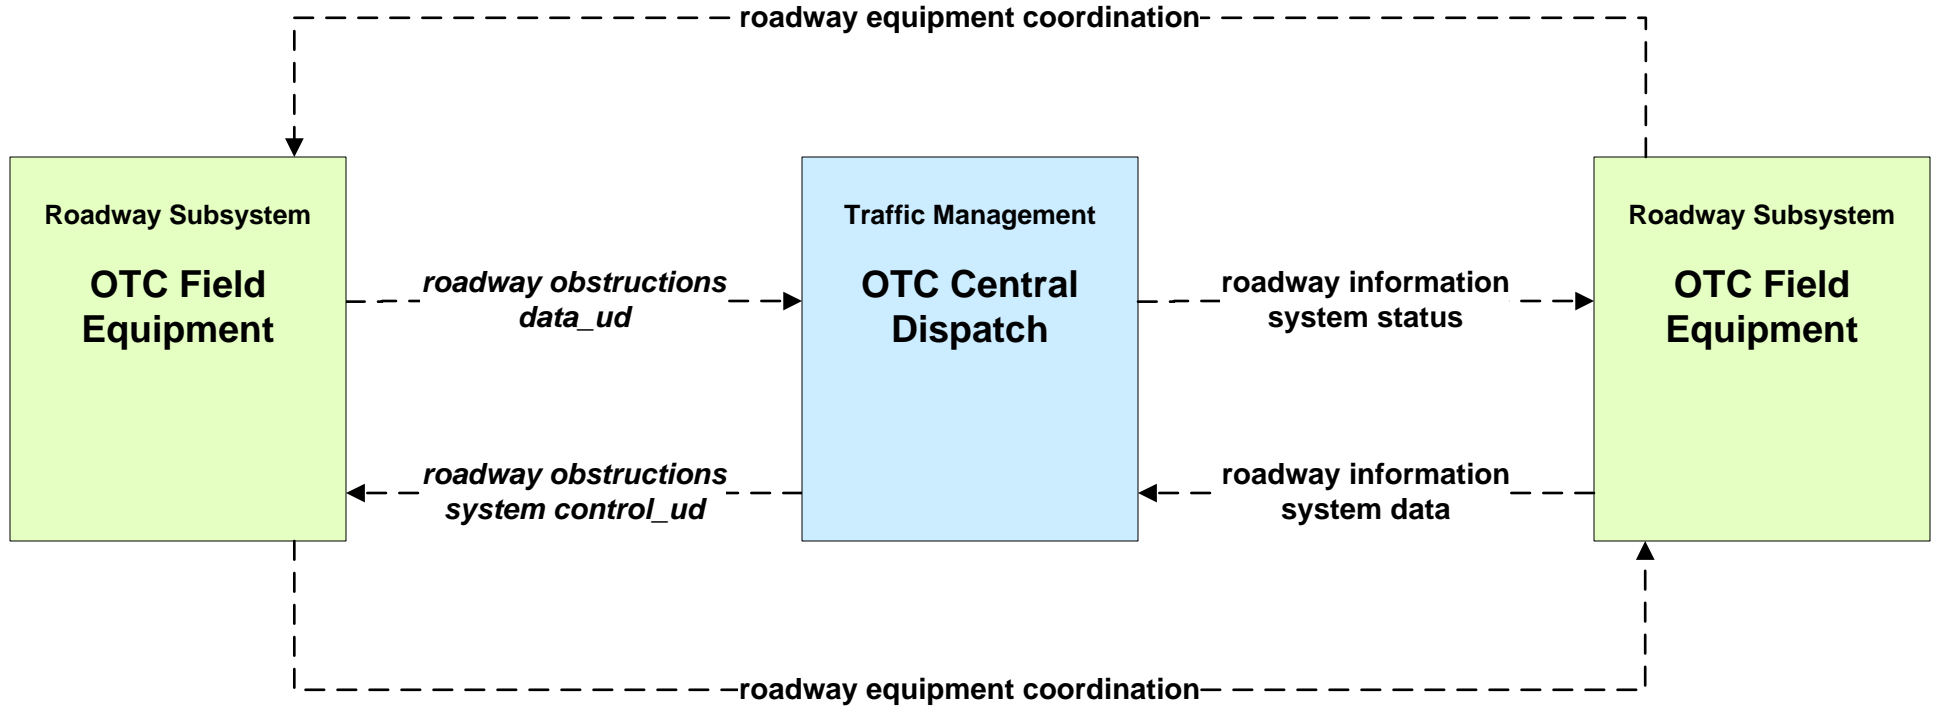 roadway equipment coordination
Roadway Subsystem
OTC Field
Equipment
roadway obstructions
data_ud
roadway obstructions
system control_ud
Traffic Management
OTC Central
Dispatch
roadway information
system status
roadway information
system data
Roadway Subsystem
OTC Field
Equipment
roadway equipment coordination